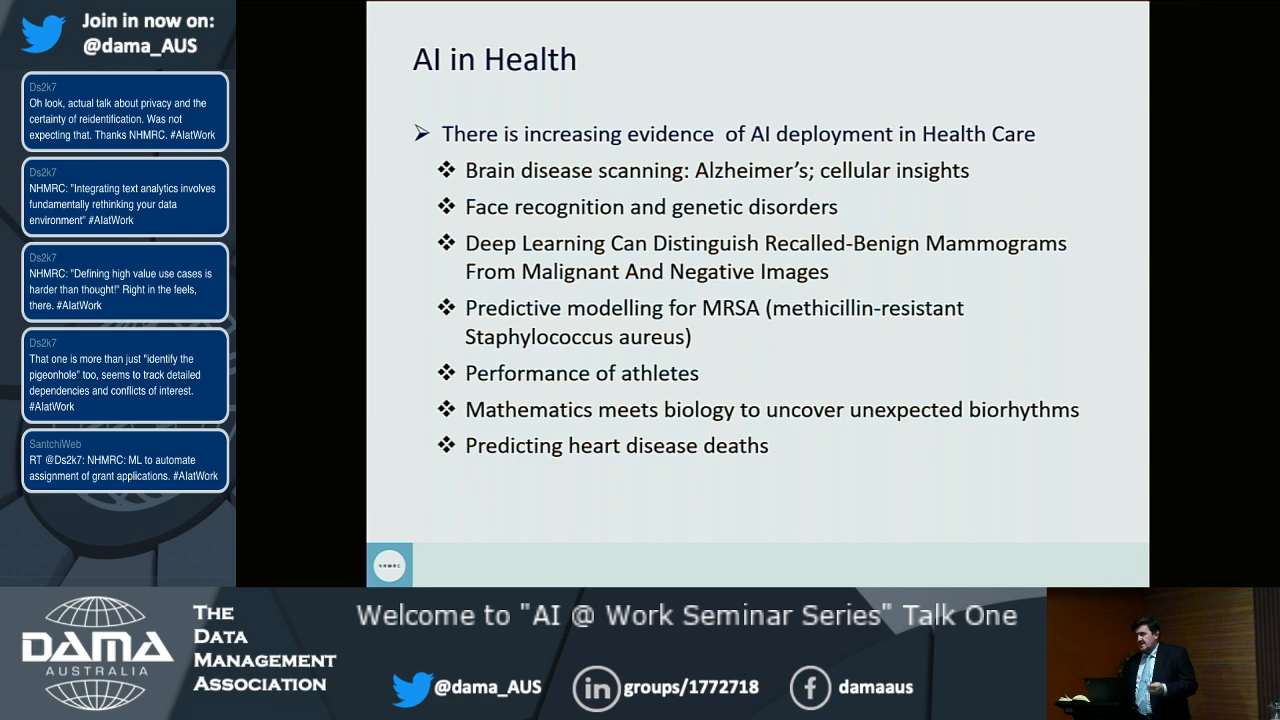 Join in now on:
@dama_AUS
Ds2k7
Oh look, actual talk about privacy and the
certainty of reidentification. Was not
expecting that. Thanks NHMRC. #AIatWork
Ds2k7
NHMRC: "Integrating text analytics involves
fundamentally rethinking your data
environment" #AIatWork
Ds2k7
NHMRC: "Defining high value use cases is
harder than thought!" Right in the feels,
there. #AIatWork
Ds2k7
That one is more than just "identify the
pigeonhole" too, seems to track detailed
dependencies and conflicts of interest.
#AIatWork
SantchiWeb
RT @Ds2k7: NHMRC: ML to automate
assignment of grant applications. #AIatWork
AI in Health
There is increasing evidence  of AI deployment in Health Care
Brain disease scanning: Alzheimer's; cellular insights
Face recognition and genetic disorders
Deep Learning Can Distinguish Recalled-Benign Mammograms
From Malignant And Negative Images
Predictive modelling for MRSA (methicillin-resistant
Staphylococcus aureus)
Performance of athletes
Mathematics meets biology to uncover unexpected biorhythms
Predicting heart disease deaths
NHMRC
DAMA
AUSTRALIA
THE
DATA
MANAGEMENT
ASSOCIATION
Welcome to "AI @ Work Seminar Series" Talk One
@dama_AUS
in groups/1772718
f damaaus